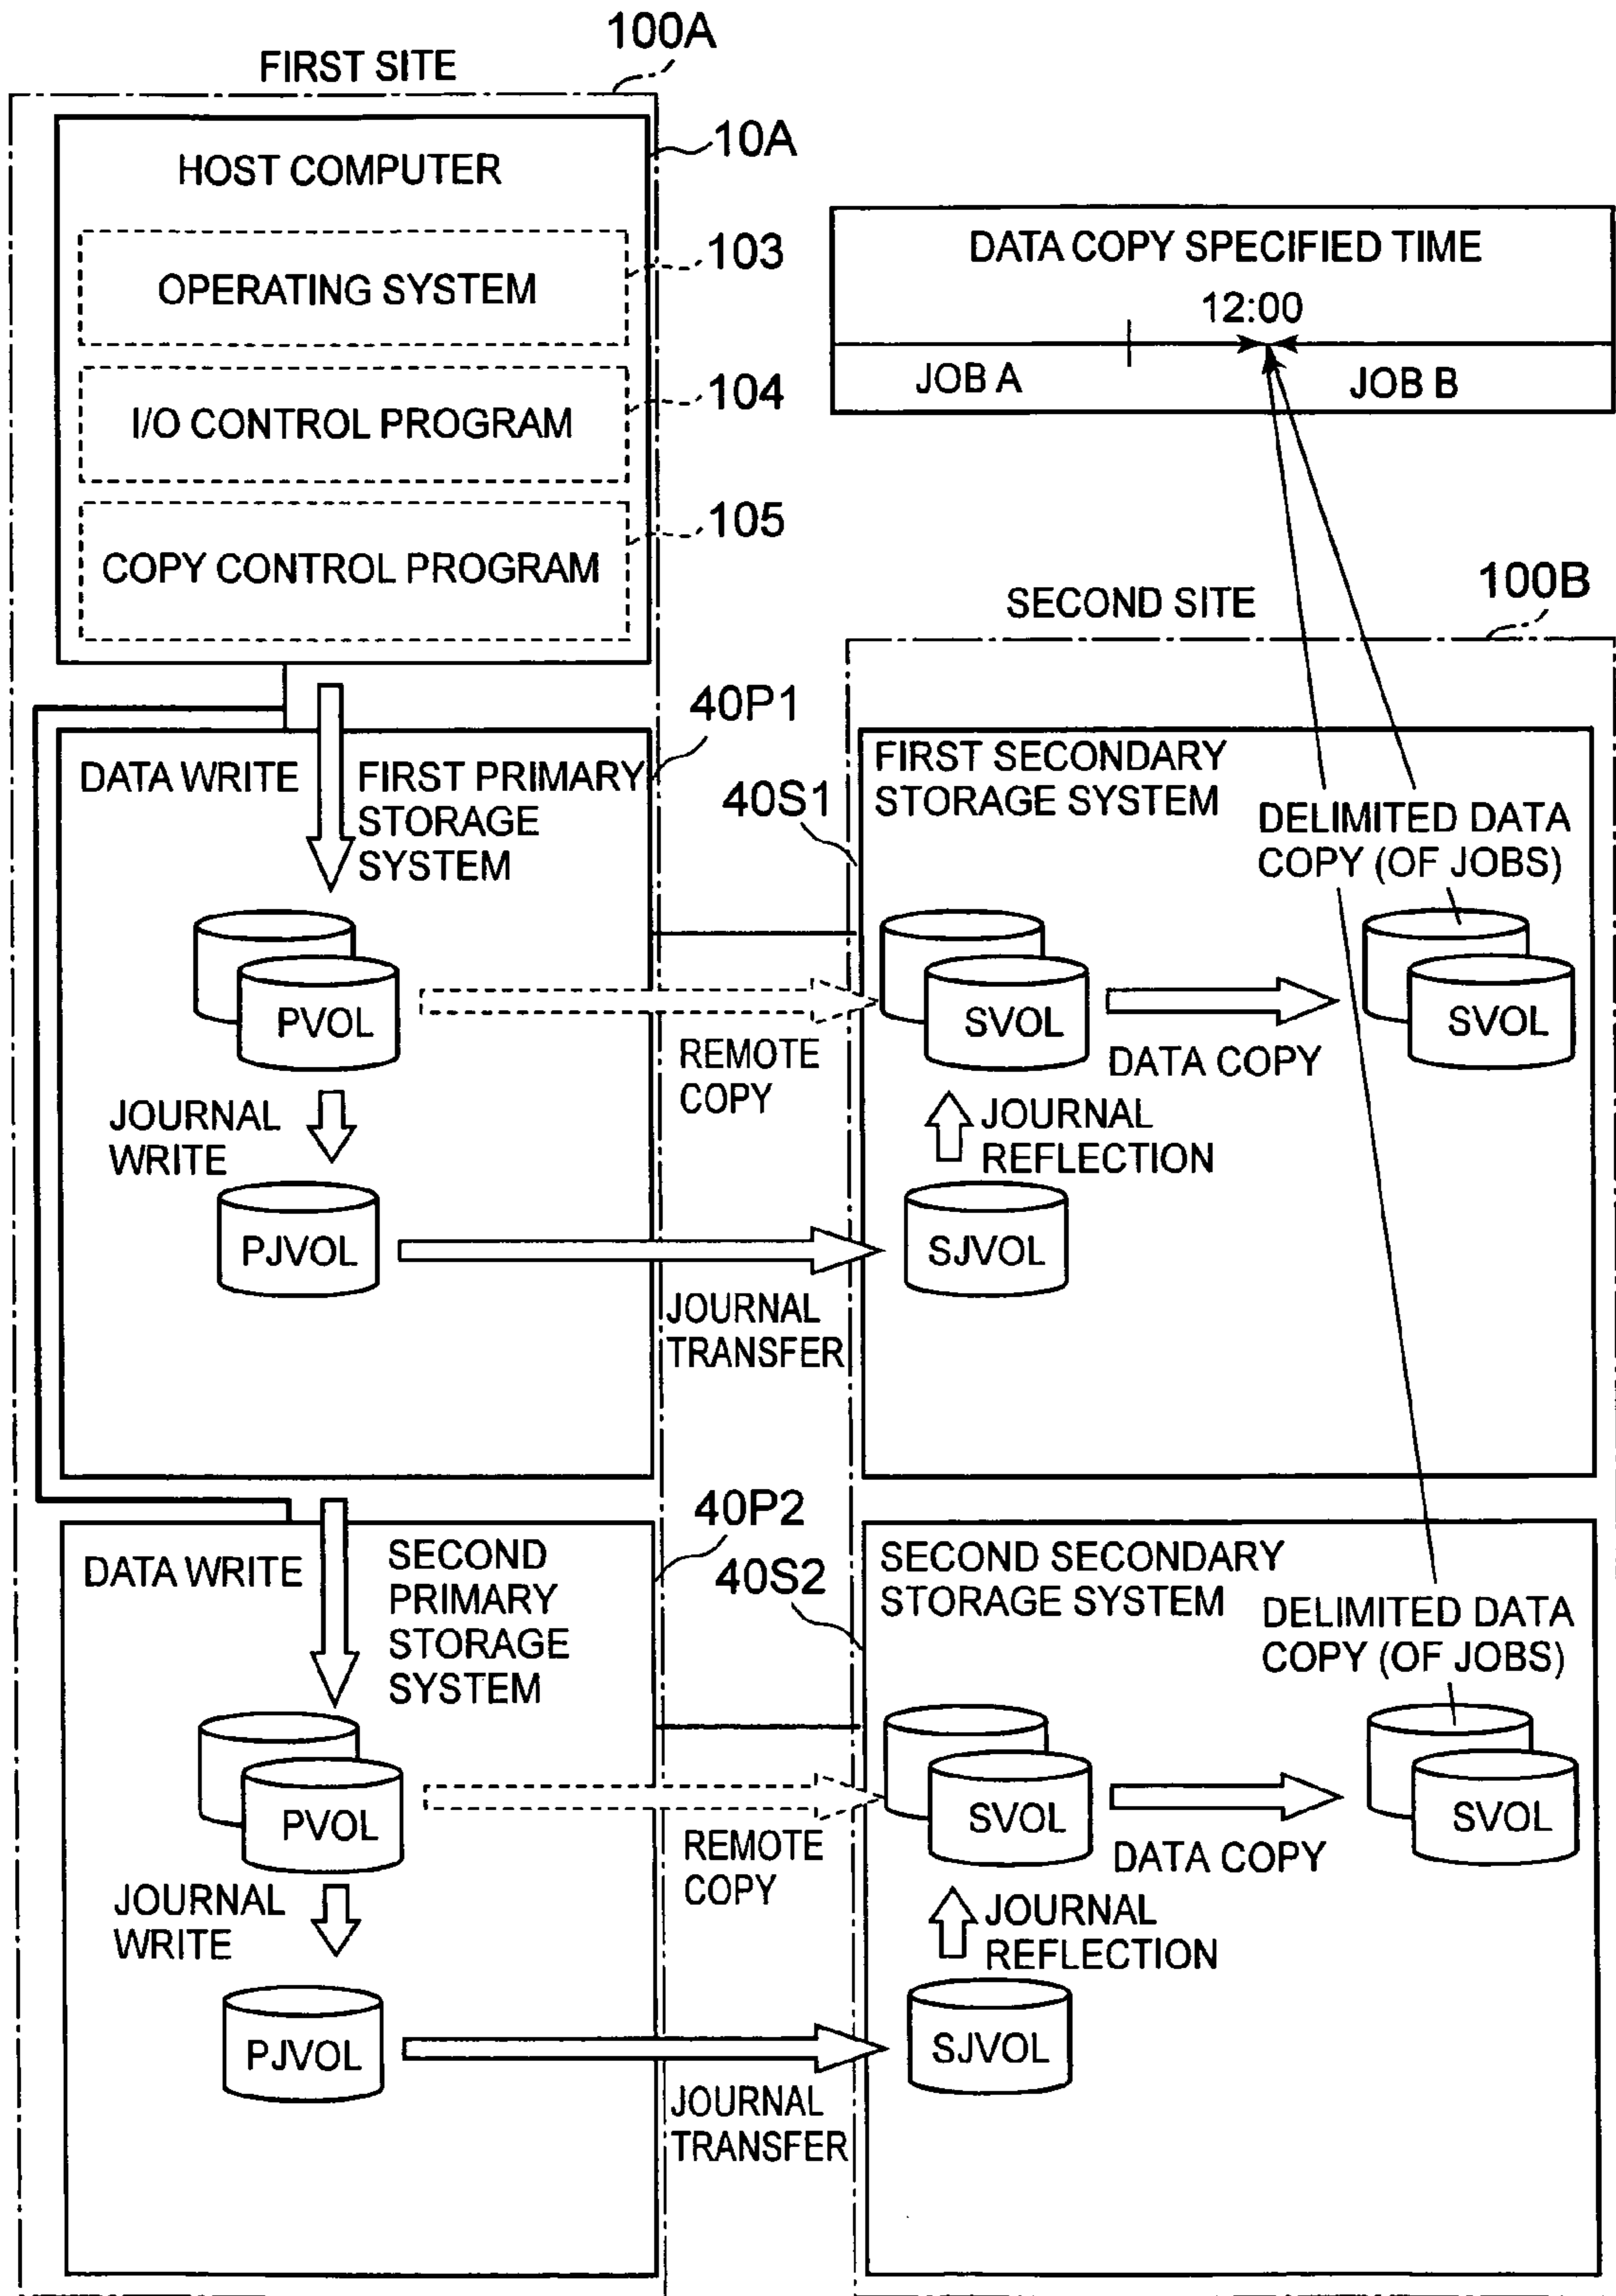 100A
FIRST SITE
10A
HOST COMPUTER
103
OPERATING SYSTEM
104
I/O CONTROL PROGRAM
105
COPY CONTROL PROGRAM
DATA COPY SPECIFIED TIME
12:00
JOB A
JOB B
SECOND SITE
100B
40P1
DATA WRITE
FIRST PRIMARY
STORAGE
SYSTEM
PVOL
JOURNAL
WRITE
PJVOL
REMOTE
COPY
JOURNAL
TRANSFER
40S1
FIRST SECONDARY
STORAGE SYSTEM
DELIMITED DATA
COPY (OF JOBS)
SVOL
DATA COPY
SVOL
JOURNAL
REFLECTION
SJVOL
40P2
DATA WRITE
SECOND
PRIMARY
STORAGE
SYSTEM
PVOL
JOURNAL
WRITE
PJVOL
REMOTE
COPY
JOURNAL
TRANSFER
40S2
SECOND SECONDARY
STORAGE SYSTEM
DELIMITED DATA
COPY (OF JOBS)
SVOL
DATA COPY
SVOL
JOURNAL
REFLECTION
SJVOL